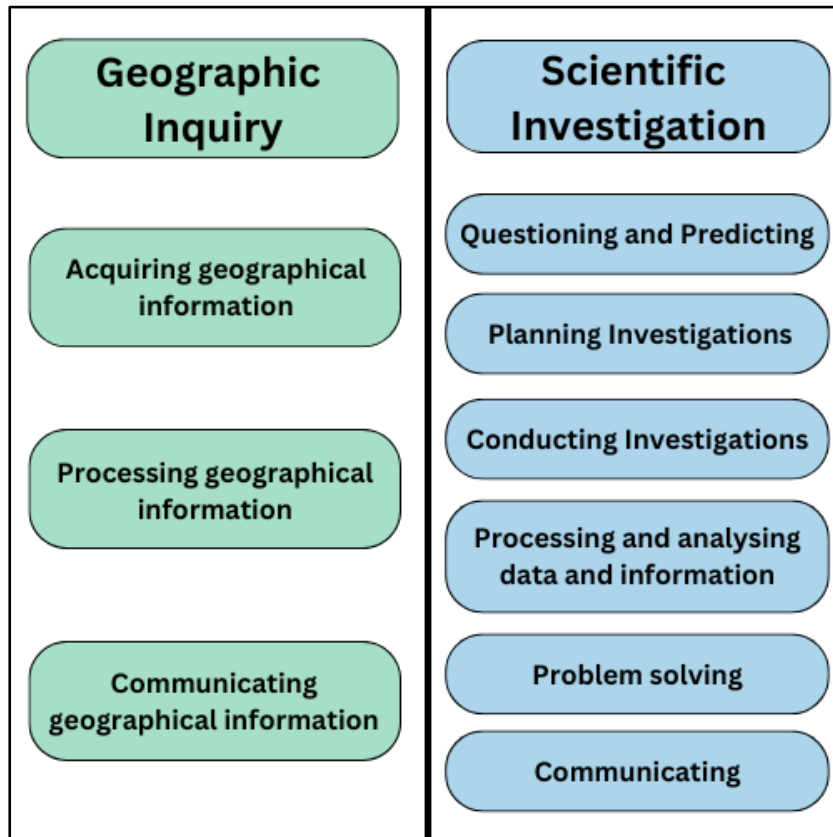 Geographic
Inquiry
Acquiring geographical
information
Processing geographical
information
Communicating
geographical information
Scientific
Investigation
Questioning and Predicting
Planning Investigations
Conducting Investigations
Processing and analysing
data and information
Problem solving
Communicating